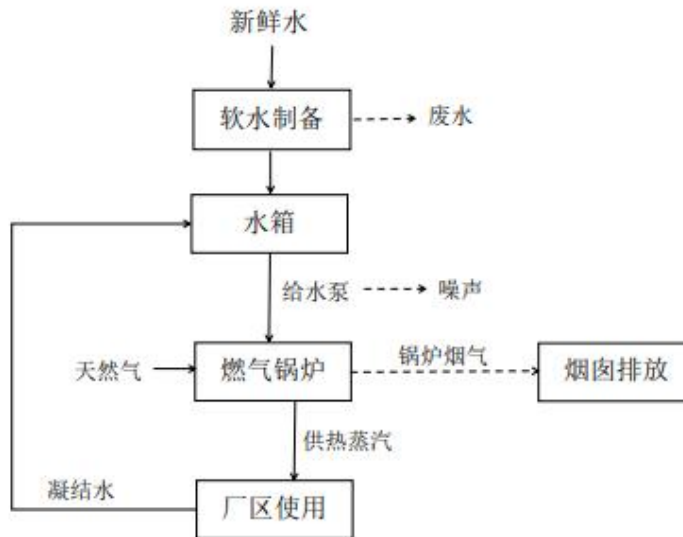 新鲜水
软水制备
废水
水箱
给水泵
噪声
天然气
燃气锅炉
锅炉烟气
烟囱排放
供热蒸汽
凝结水
厂区使用